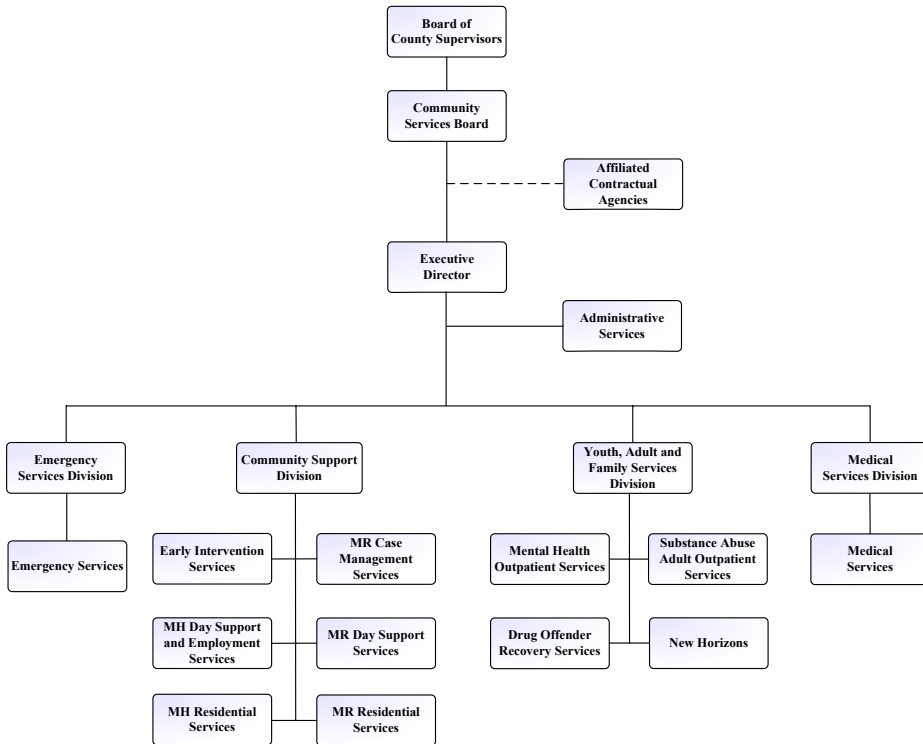 Board of
County Supervisors
Community
Services Board
Affiliated
Contractual
Agencies
Executive
Director
Administrative
Services
Emergency
Services Division
Community Support
Division
Youth, Adult and
Family Services
Division
Medical
Services Division
Emergency Services
Early Intervention
Services
MR Case
Management
Services
Mental Health
Outpatient Services
Substance Abuse
Adult Outpatient
Services
Medical
Services
MH Day Support
and Employment
Services
MR Day Support
Services
Drug Offender
Recovery Services
New Horizons
MH Residential
Services
MR Residential
Services